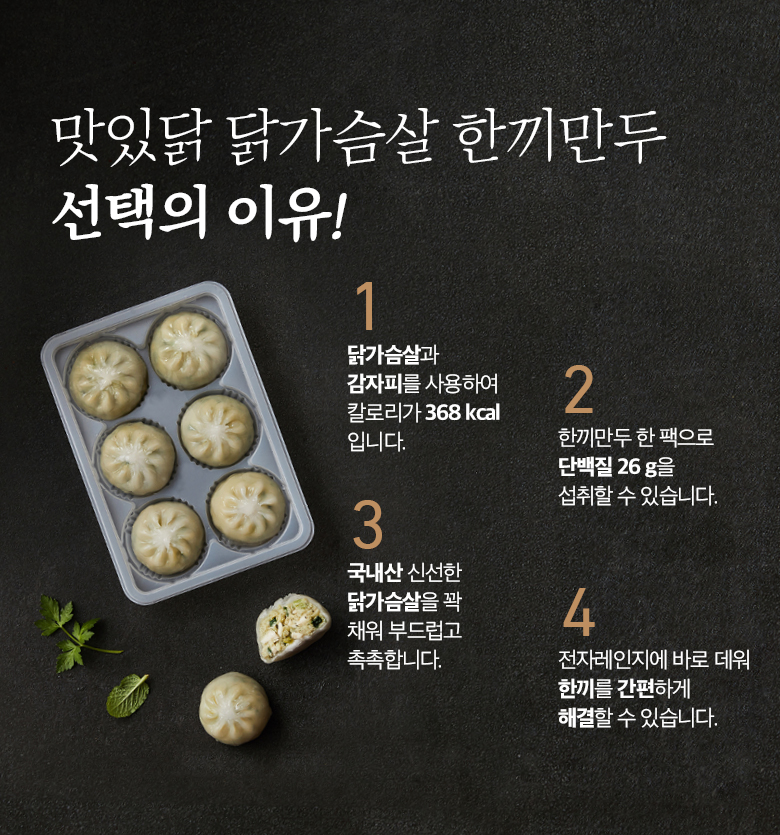 맛있닭 닭가슴살 한끼만두
선택의 이유!
1
닭가슴살과
감자피를 사용하여
칼로리가 368 kcal
입니다.
2
한끼만두 한 팩으로
단백질 26 g을
섭취할 수 있습니다.
3
국내산 신선한
닭가슴살을 꽉
채워 부드럽고
촉촉합니다.
4
전자레인지에 바로 데워
한끼를 간편하게
해결할 수 있습니다.